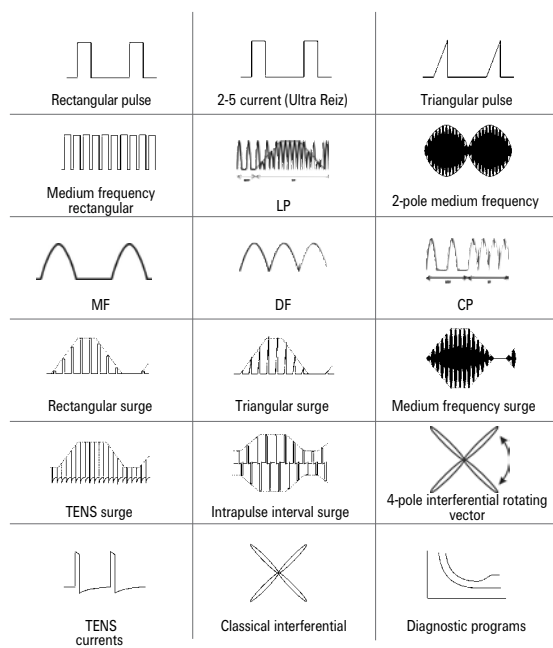 Rectangular pulse
2-5 current (Ultra Reiz)
Triangular pulse
Medium frequency
rectangular
LP
2-pole medium frequency
MF
DF
CP
Rectangular surge
Triangular surge
Medium frequency surge
TENS surge
Intrapulse interval surge
4-pole interferential rotating
vector
TENS
currents
Classical interferential
Diagnostic programs